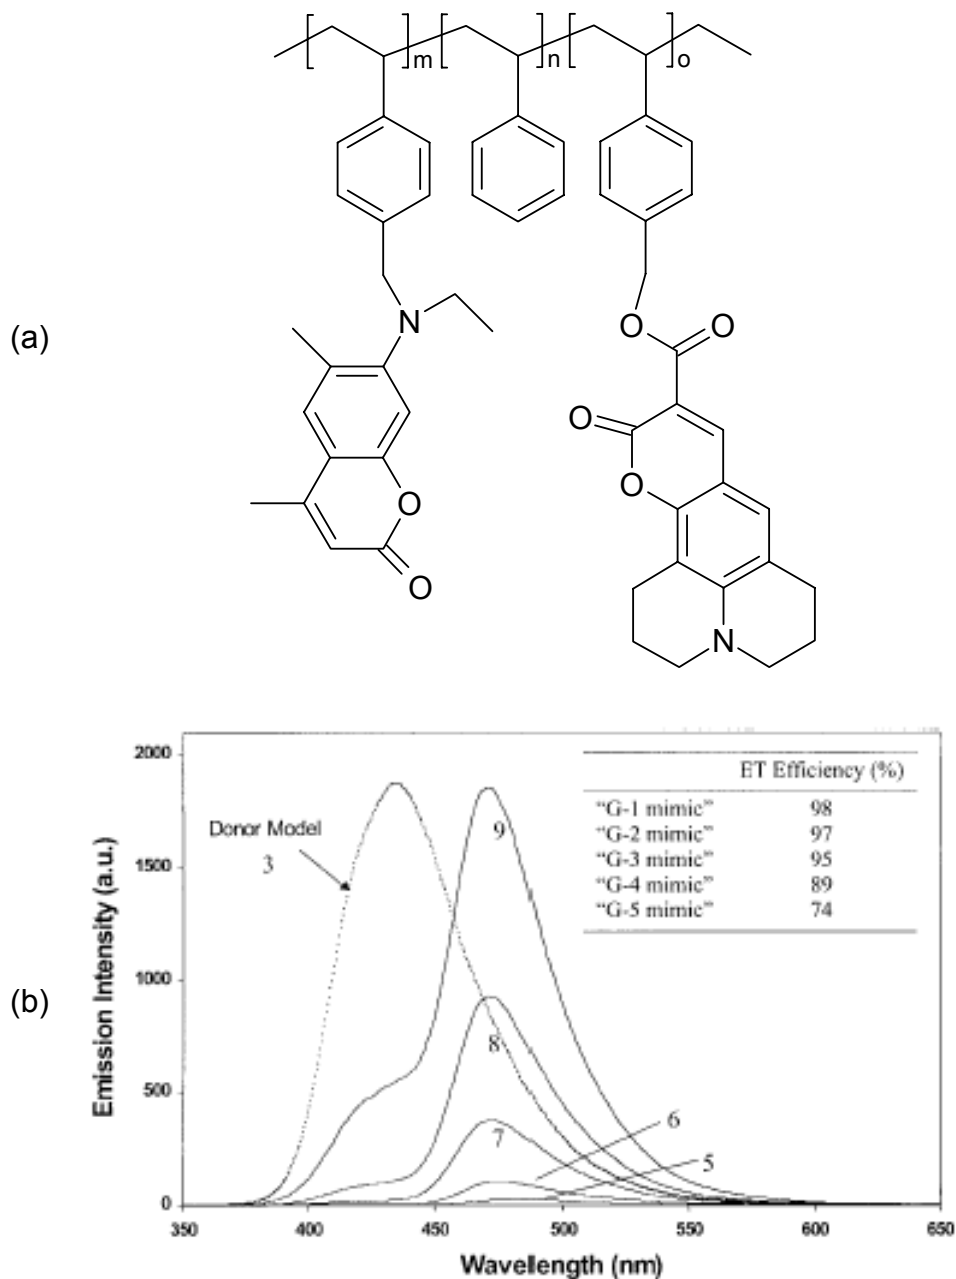 m n o
N
O O
O
O
O
O
N
(a)
2000
1500
1000
500
0
350 400 450 500 550 600 650
Emission Intensity (a.u.)
Wavelength (nm)
Donor Model
3
9
8
7
6
5
ET Efficiency (%)
“G-1 mimic” 98
“G-2 mimic” 97
“G-3 mimic” 95
“G-4 mimic” 89
“G-5 mimic” 74
(b)